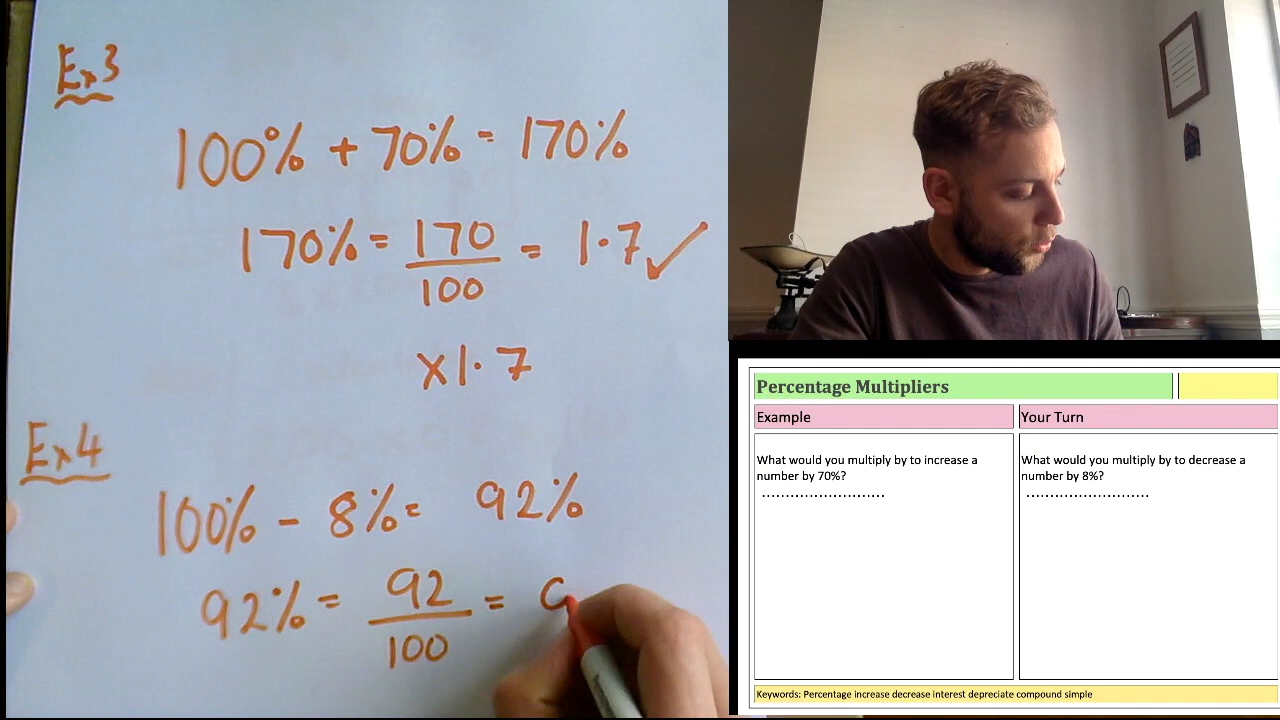 Ex3
100% + 70% = 170%
170% = 170/100 = 1.7 ✓
x1.7
Ex4
100% - 8% = 92%
92% = 92/100 =
Percentage Multipliers
Example
Your Turn
What would you multiply by to increase a
number by 70%?
............................
What would you multiply by to decrease a
number by 8%?
............................
Keywords: Percentage increase decrease interest depreciate compound simple